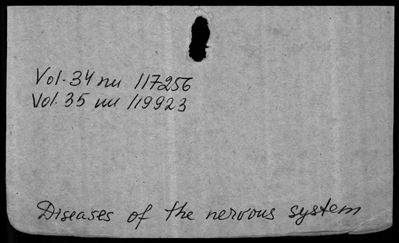 Vol. 34 nu 117256
Vol. 35 nu 119923
Diseases of the nervous system